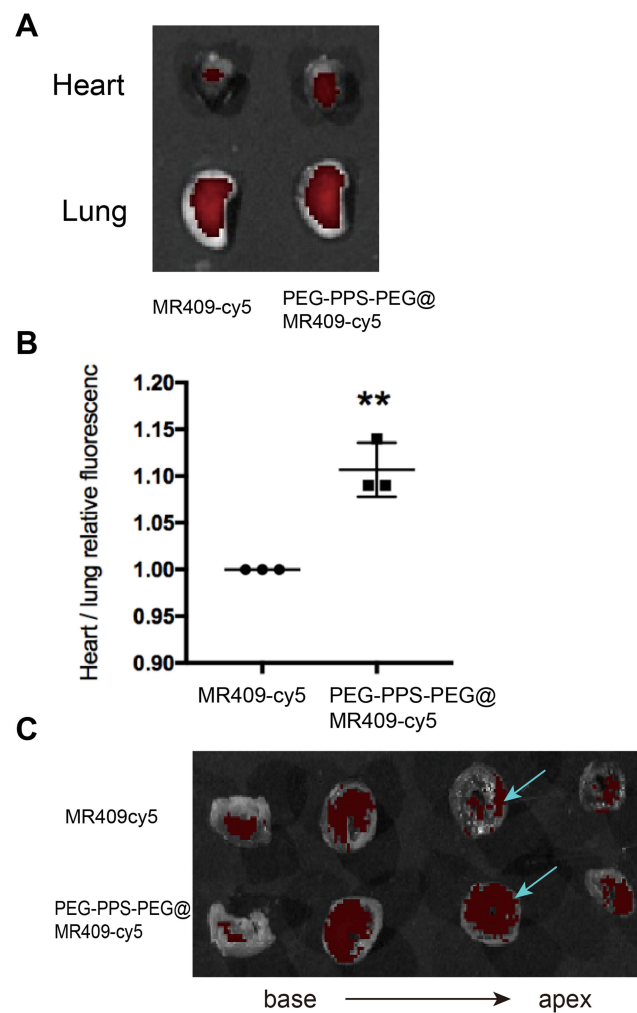 A
Heart
Lung
MR409-cy5
PEG-PPS-PEG@
MR409-cy5
B
Heart / lung relative fluorescenc
1.20
1.15
1.10
1.05
1.00
0.95
0.90
**
MR409-cy5
PEG-PPS-PEG@
MR409-cy5
C
MR409cy5
PEG-PPS-PEG@
MR409-cy5
base
apex